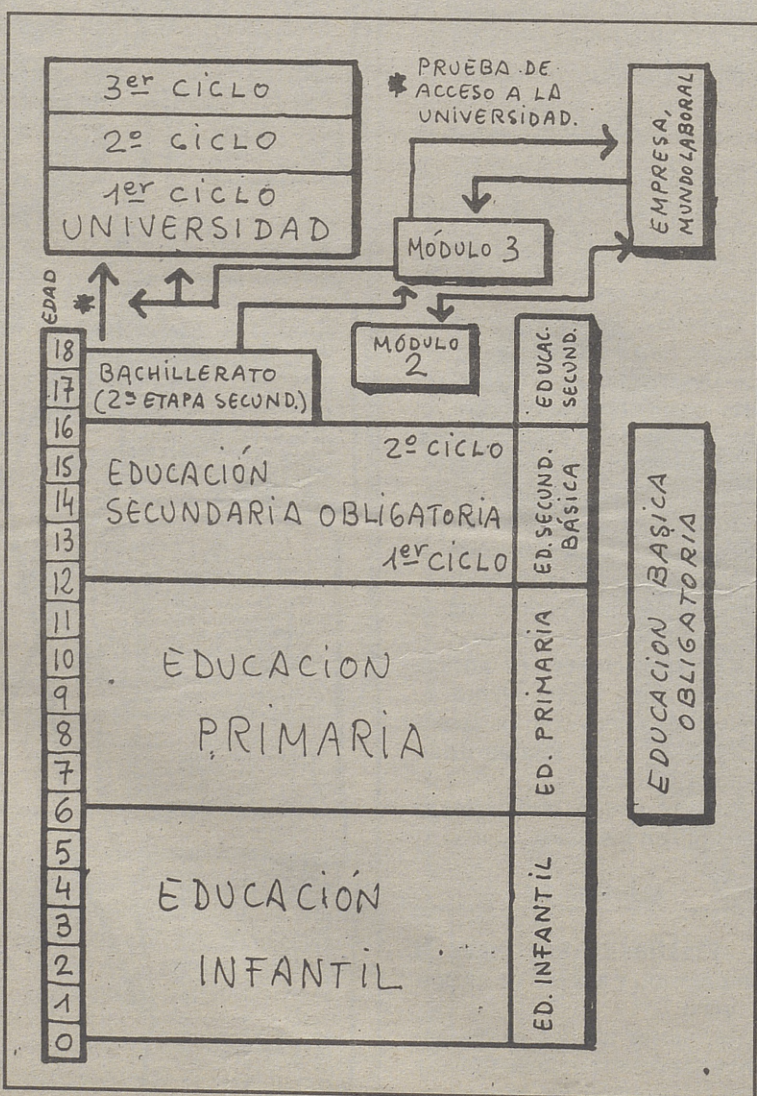 3er CICLO
2º CICLO
1er CICLO
UNIVERSIDAD
* PRUEBA DE
ACCESO A LA
UNIVERSIDAD.
EMPRESA,
MUNDO LABORAL
MÓDULO 3
EDAD
*
MÓDULO
2
EDUCAC.
SECUND.
BACHILLERATO
(2ª ETAPA SECUND.)
2º CICLO
EDUCACIÓN
SECUNDARIA OBLIGATORIA
1er CICLO
ED. SECUND.
BÁSICA
EDUCACION BASICA
OBLIGATORIA
EDUCACION
PRIMARIA
ED. PRIMARIA
EDUCACIÓN
INFANTIL
ED. INFANTIL
18
17
16
15
14
13
12
11
10
9
8
7
6
5
4
3
2
1
0